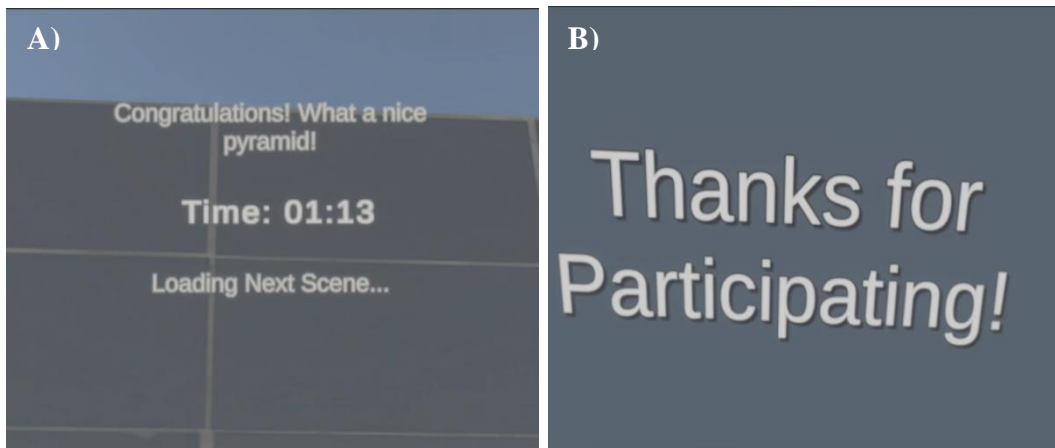 A)
Congratulations! What a nice
pyramid!
Time: 01:13
Loading Next Scene...
B)
Thanks for
Participating!